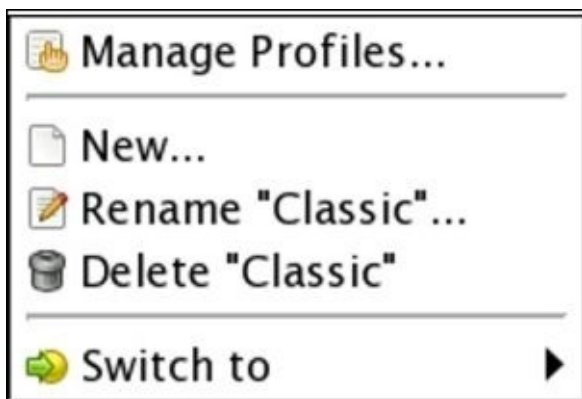 Manage Profiles...
New...
Rename "Classic"...
Delete "Classic"
Switch to